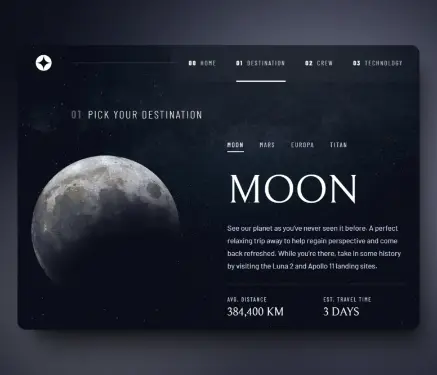 00 HOME 01 DESTINATION 02 CREW 03 TECHNOLOGY
01 PICK YOUR DESTINATION
MOON MARS EUROPA TITAN
MOON
See our planet as you've never seen it before. A perfect
relaxing trip away to help regain perspective and come
back refreshed. While you're there, take in some history
by visiting the Luna 2 and Apollo 11 landing sites.
AVG. DISTANCE EST. TRAVEL TIME
384,400 KM 3 DAYS